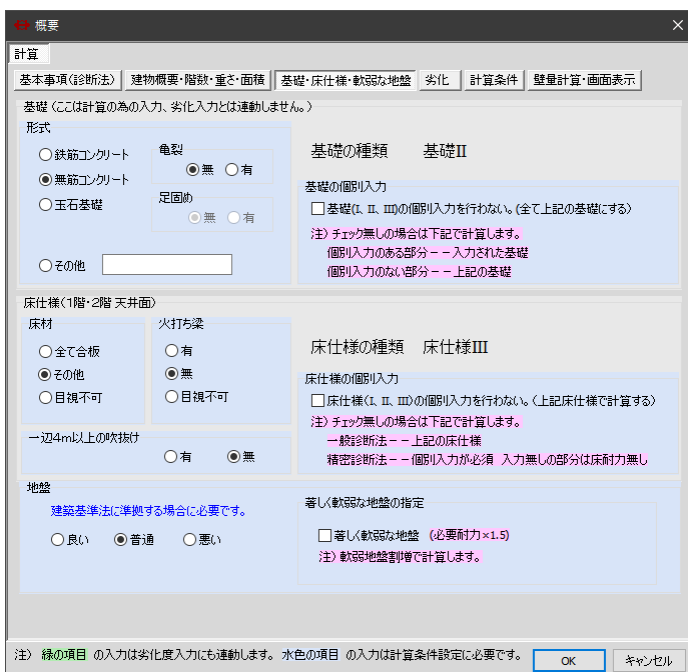 概要
計算
基本事項(診断法) 建物概要・階数・重さ・面積 基礎・床仕様・軟弱な地盤 劣化 計算条件 壁量計算・画面表示
基礎 (ここは計算の為の入力、劣化入力とは連動しません。)
形式
鉄筋コンクリート
無筋コンクリート
玉石基礎
その他
亀裂
無 有
足固め
無 有
基礎の種類 基礎II
基礎の個別入力
基礎(I、II、III)の個別入力を行わない。(全て上記の基礎にする)
注) チェック無しの場合は下記で計算します。
個別入力のある部分－－入力された基礎
個別入力のない部分－－上記の基礎
床仕様(1階・2階 天井面)
床材
全て合板
その他
目視不可
火打ち梁
有
無
目視不可
一辺4m以上の吹抜け
有 無
床仕様の種類 床仕様III
床仕様の個別入力
床仕様(I、II、III)の個別入力を行わない。(上記床仕様で計算する)
注) チェック無しの場合は下記で計算します。
一般診断法－－上記の床仕様
精密診断法－－個別入力が必須 入力無しの部分は床耐力無し
地盤
建築基準法に準拠する場合に必要です。
良い 普通 悪い
著しく軟弱な地盤の指定
著しく軟弱な地盤 (必要耐力×1.5)
注) 軟弱地盤割増で計算します。
注) 緑の項目 の入力は劣化度入力にも連動します。 水色の項目 の入力は計算条件設定に必要です。
OK キャンセル